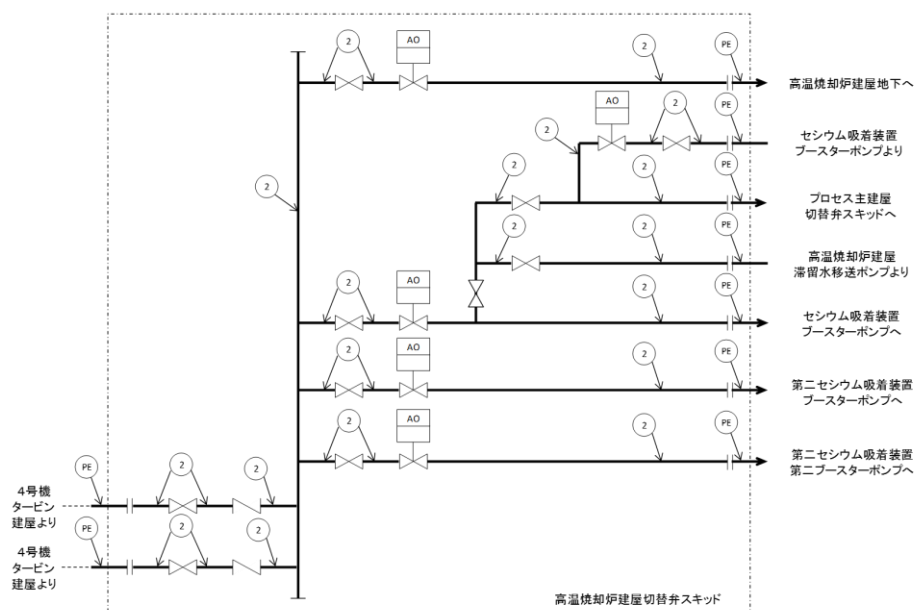 2
AO
2
PE
高温焼却炉建屋地下へ
AO
2
PE
セシウム吸着装置
ブースターポンプより
2
2
2
PE
プロセス主建屋
切替弁スキッドへ
2
2
PE
高温焼却炉建屋
滞留水移送ポンプより
2
2
AO
2
PE
セシウム吸着装置
ブースターポンプへ
2
AO
2
PE
第二セシウム吸着装置
ブースターポンプへ
2
AO
2
PE
第二セシウム吸着装置
第二ブースターポンプへ
PE
2
2
4号機
タービン
建屋より
PE
2
2
4号機
タービン
建屋より
高温焼却炉建屋切替弁スキッド